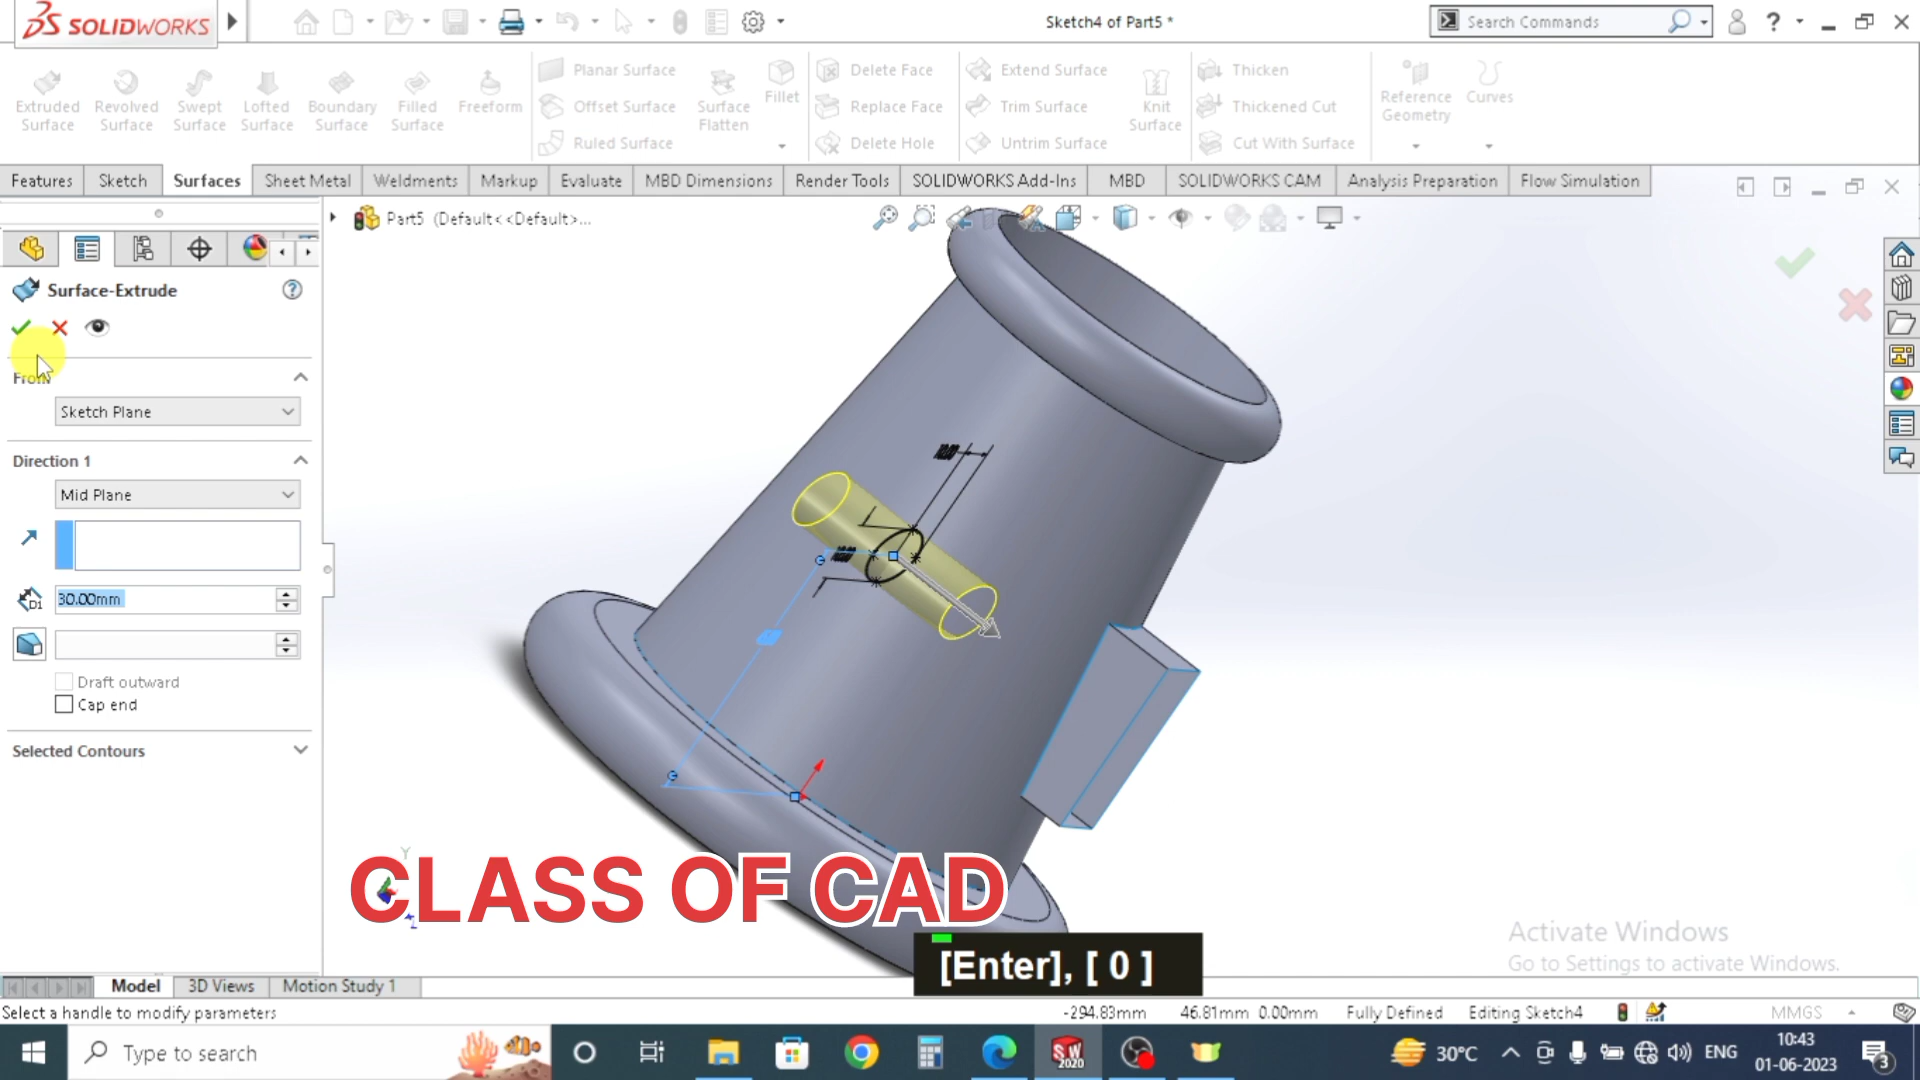 SOLIDWORKS
Sketch4 of Part5 *
Search Commands
?
Extruded Surface
Revolved Surface
Swept Surface
Lofted Surface
Boundary Surface
Filled Surface
Freeform
Planar Surface
Offset Surface
Ruled Surface
Surface Flatten
Fillet
Delete Face
Replace Face
Delete Hole
Extend Surface
Trim Surface
Untrim Surface
Knit Surface
Thicken
Thickened Cut
Cut With Surface
Reference Geometry
Curves
Features
Sketch
Surfaces
Sheet Metal
Weldments
Markup
Evaluate
MBD Dimensions
Render Tools
SOLIDWORKS Add-Ins
MBD
SOLIDWORKS CAM
Analysis Preparation
Flow Simulation
Part5 (Default<<Default>...
Surface-Extrude
From
Sketch Plane
Direction 1
Mid Plane
D1
30.00mm
Draft outward
Cap end
Selected Contours
CLASS OF CAD
[Enter], [ 0 ]
Activate Windows
Go to Settings to activate Windows.
Model
3D Views
Motion Study 1
Select a handle to modify parameters
-294.83mm
46.81mm 0.00mm
Fully Defined
Editing Sketch4
MMGS
Type to search
SW 2020
30°C
ENG
10:43
01-06-2023
3